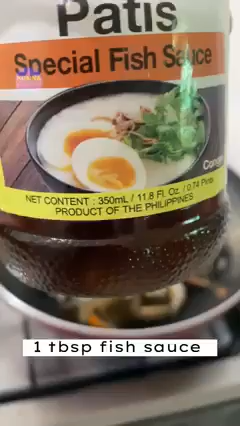 Patis
Special Fish Sauce
NET CONTENT : 350mL / 11.8 Fl. Oz. / 0.74 Pints
PRODUCT OF THE PHILIPPINES
1 tbsp fish sauce